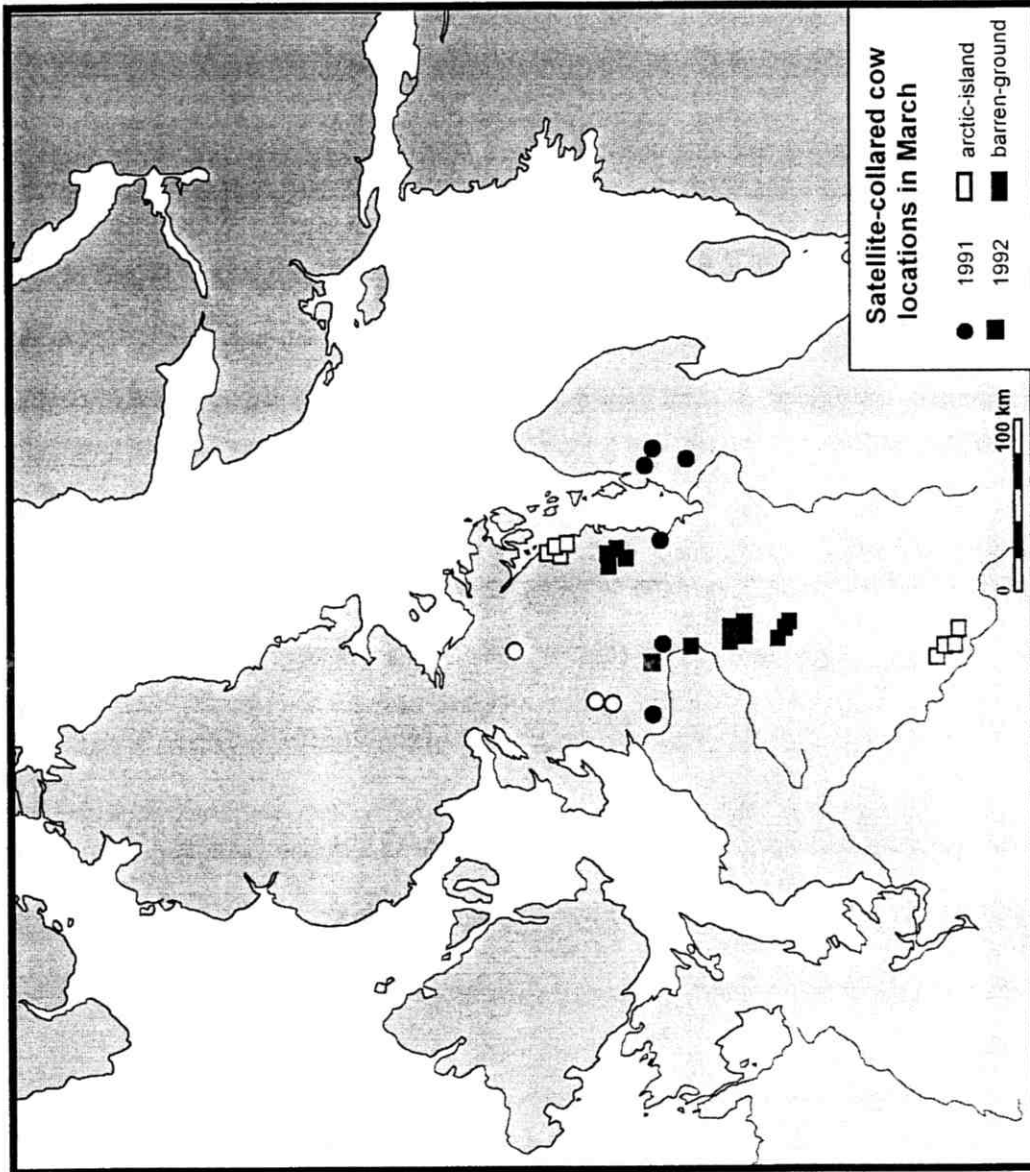 Satellite-collared cow
locations in March
1991 arctic-island
1992 barren-ground
0 100 km